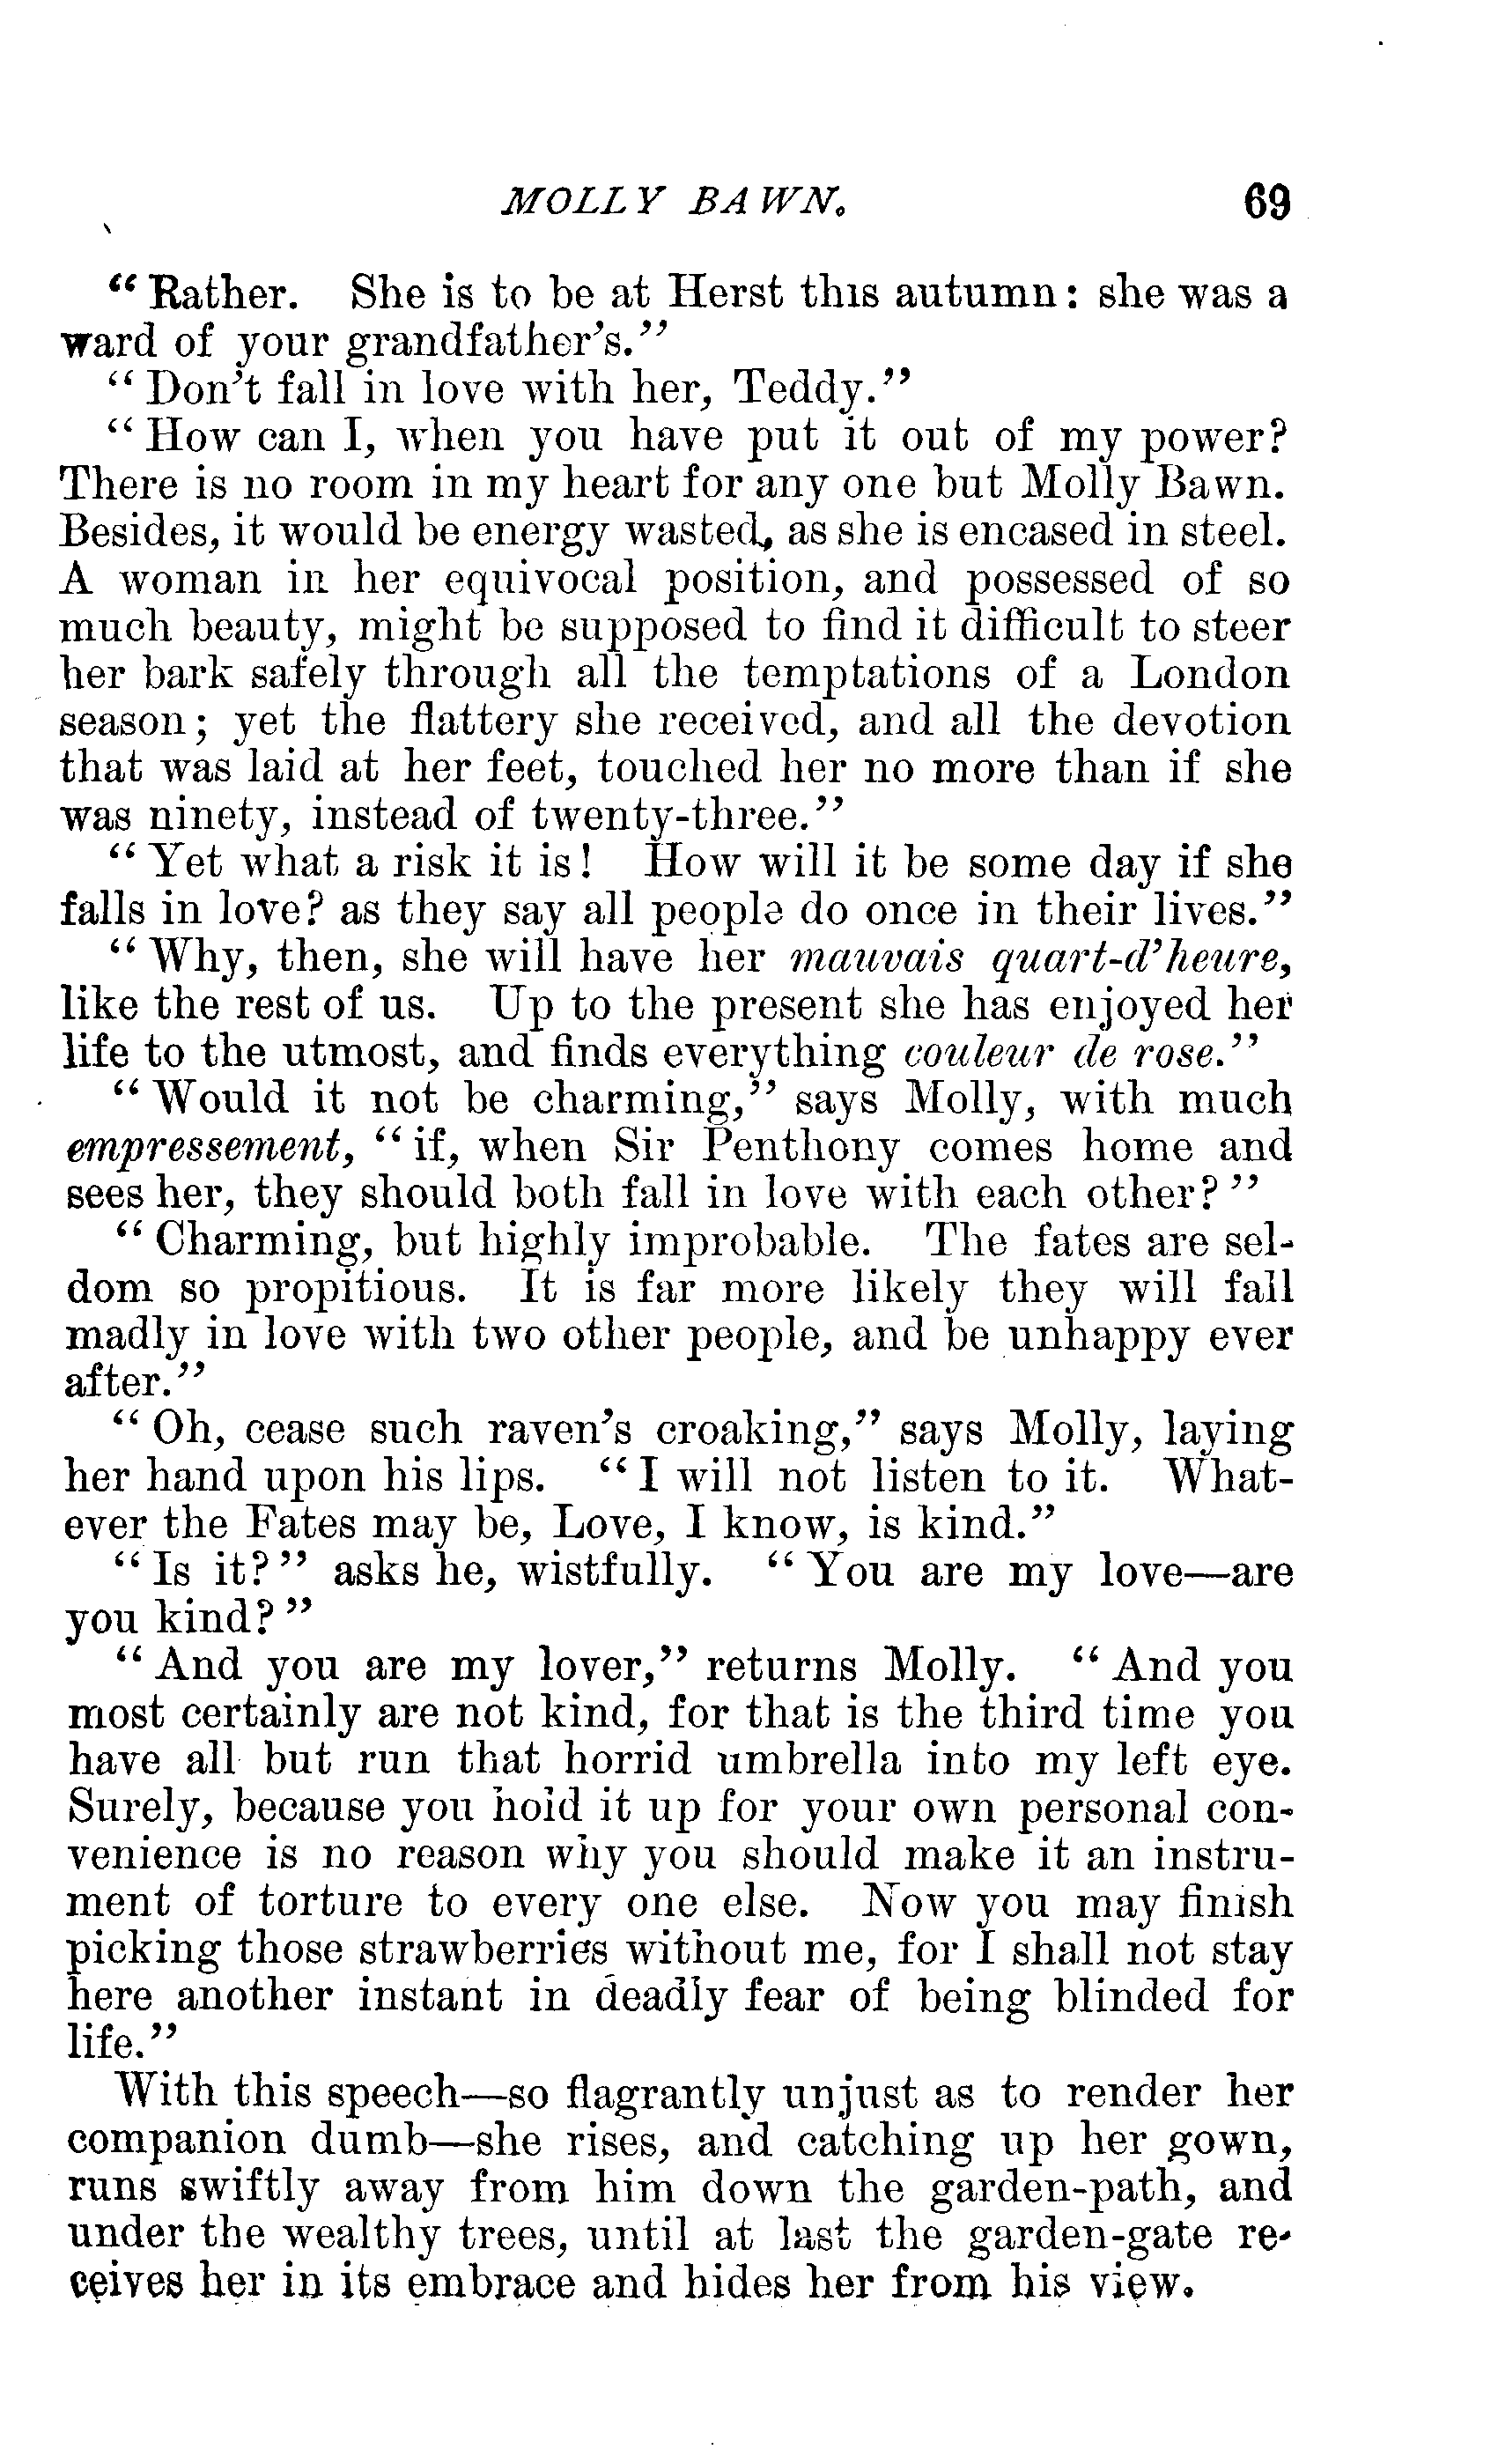 MOLLY BAWN.
69
"Rather. She is to be at Herst this autumn: she was a
ward of your grandfather's."
"Don't fall in love with her, Teddy."
"How can I, when you have put it out of my power?
There is no room in my heart for any one but Molly Bawn.
Besides, it would be energy wasted, as she is encased in steel.
A woman in her equivocal position, and possessed of so
much beauty, might be supposed to find it difficult to steer
her bark safely through all the temptations of a London
season; yet the flattery she received, and all the devotion
that was laid at her feet, touched her no more than if she
was ninety, instead of twenty-three."
"Yet what a risk it is! How will it be some day if she
falls in love? as they say all people do once in their lives."
"Why, then, she will have her mauvais quart-d'heure,
like the rest of us. Up to the present she has enjoyed her
life to the utmost, and finds everything couleur de rose."
"Would it not be charming," says Molly, with much
empressement, "if, when Sir Penthony comes home and
sees her, they should both fall in love with each other?"
"Charming, but highly improbable. The fates are sel-
dom so propitious. It is far more likely they will fall
madly in love with two other people, and be unhappy ever
after."
"Oh, cease such raven's croaking," says Molly, laying
her hand upon his lips. "I will not listen to it. What-
ever the Fates may be, Love, I know, is kind."
"Is it?" asks he, wistfully. "You are my love—are
you kind?"
"And you are my lover," returns Molly. "And you
most certainly are not kind, for that is the third time you
have all but run that horrid umbrella into my left eye.
Surely, because you hold it up for your own personal con-
venience is no reason why you should make it an instru-
ment of torture to every one else. Now you may finish
picking those strawberries without me, for I shall not stay
here another instant in deadly fear of being blinded for
life."
With this speech—so flagrantly unjust as to render her
companion dumb—she rises, and catching up her gown,
runs swiftly away from him down the garden-path, and
under the wealthy trees, until at last the garden-gate re-
ceives her in its embrace and hides her from his view.